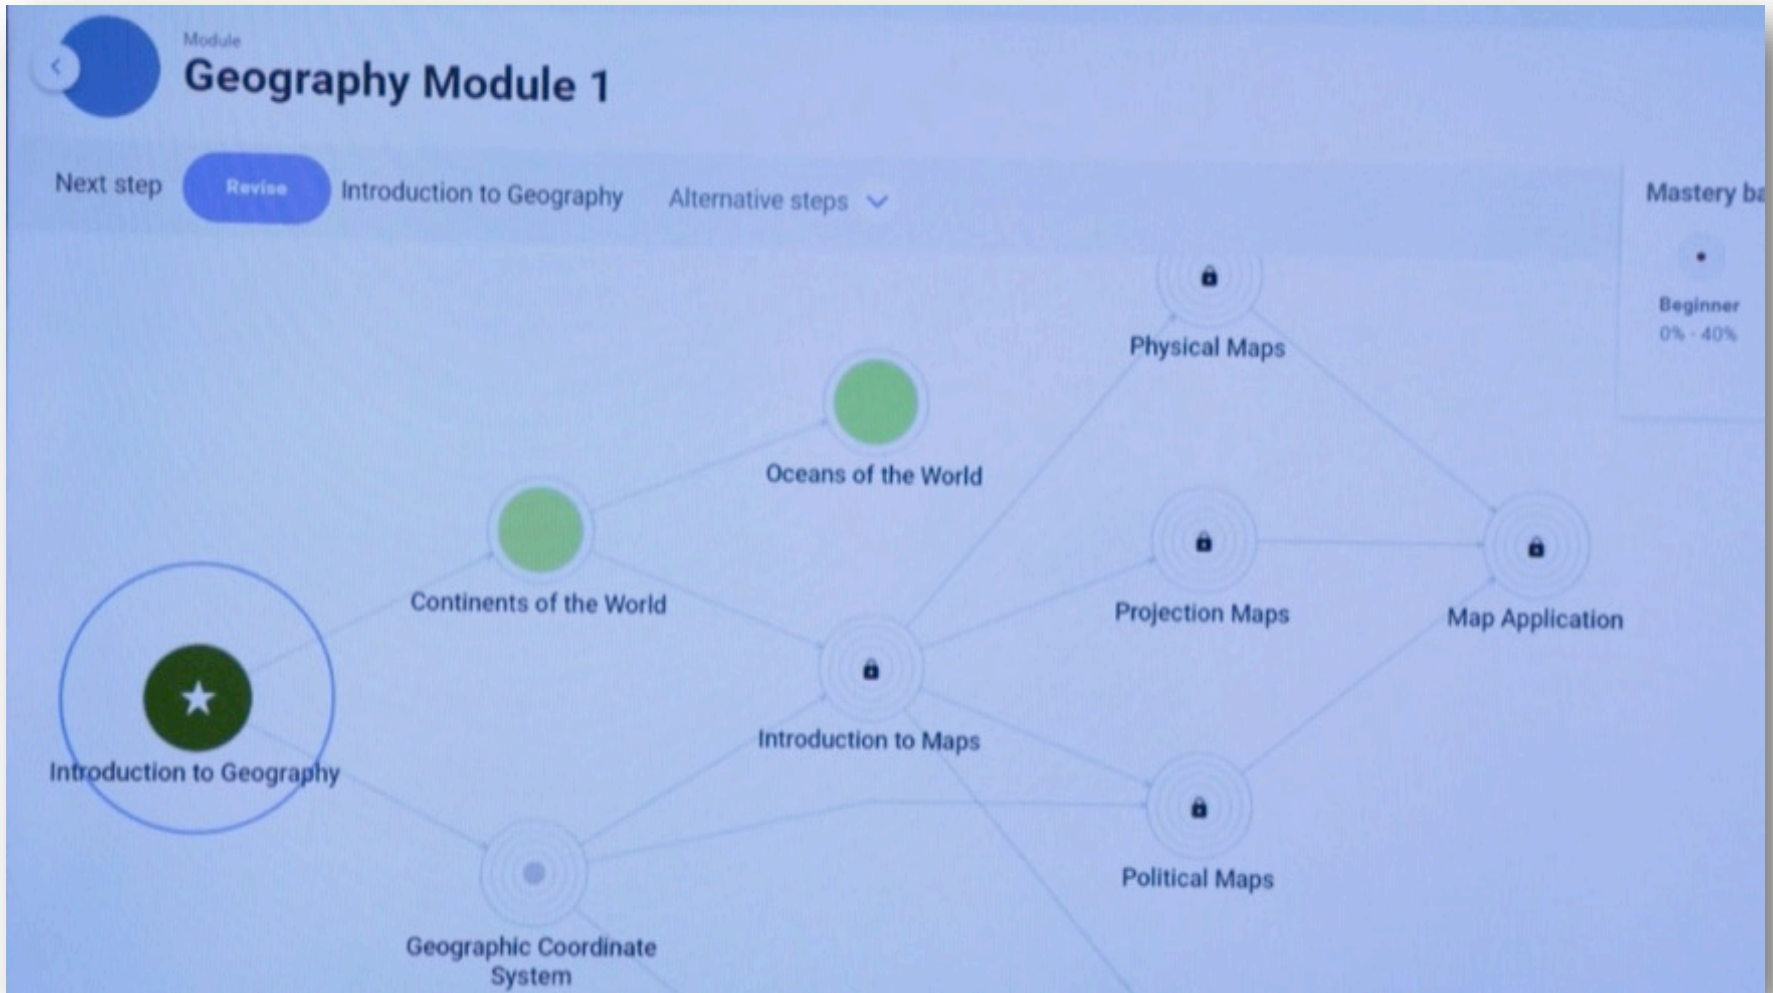 Module
Geography Module 1
Next step
Revise
Introduction to Geography
Alternative steps
Mastery ba
Beginner
0% - 40%
Physical Maps
Oceans of the World
Continents of the World
Projection Maps
Map Application
Introduction to Maps
Introduction to Geography
Political Maps
Geographic Coordinate
System